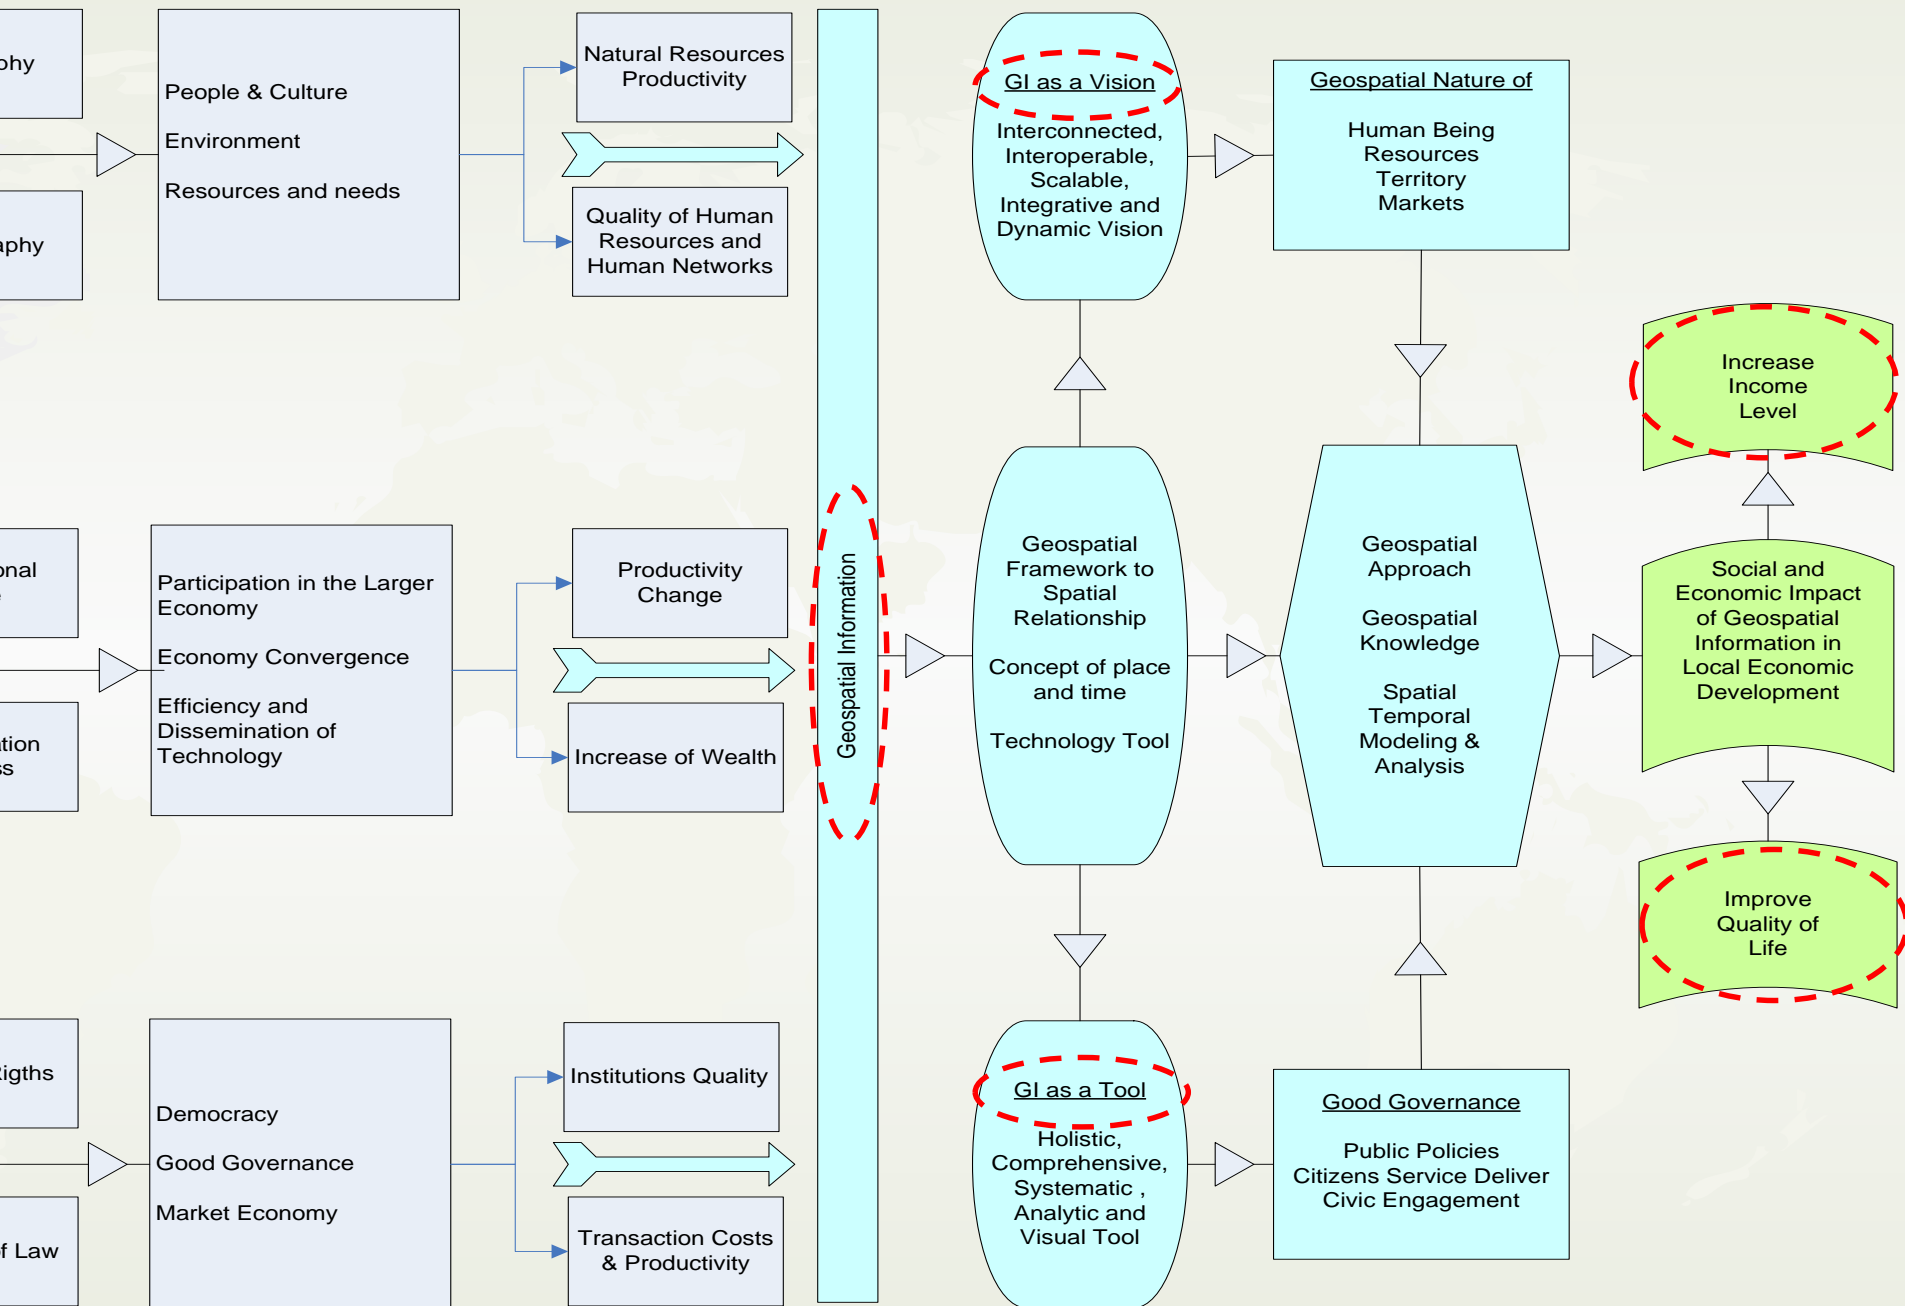 People & Culture
Environment
Resources and needs
Natural Resources
Productivity
Quality of Human
Resources and
Human Networks
Participation in the Larger
Economy
Economy Convergence
Efficiency and
Dissemination of
Technology
Productivity
Change
Increase of Wealth
Rigths
of Law
Democracy
Good Governance
Market Economy
Institutions Quality
Transaction Costs
& Productivity
Geospatial Information
GI as a Vision
Interconnected,
Interoperable,
Scalable,
Integrative and
Dynamic Vision
Geospatial
Framework to
Spatial
Relationship
Concept of place
and time
Technology Tool
GI as a Tool
Holistic,
Comprehensive,
Systematic ,
Analytic and
Visual Tool
Geospatial Nature of
Human Being
Resources
Territory
Markets
Geospatial
Approach
Geospatial
Knowledge
Spatial
Temporal
Modeling &
Analysis
Good Governance
Public Policies
Citizens Service Deliver
Civic Engagement
Increase
Income
Level
Social and
Economic Impact
of Geospatial
Information in
Local Economic
Development
Improve
Quality of
Life